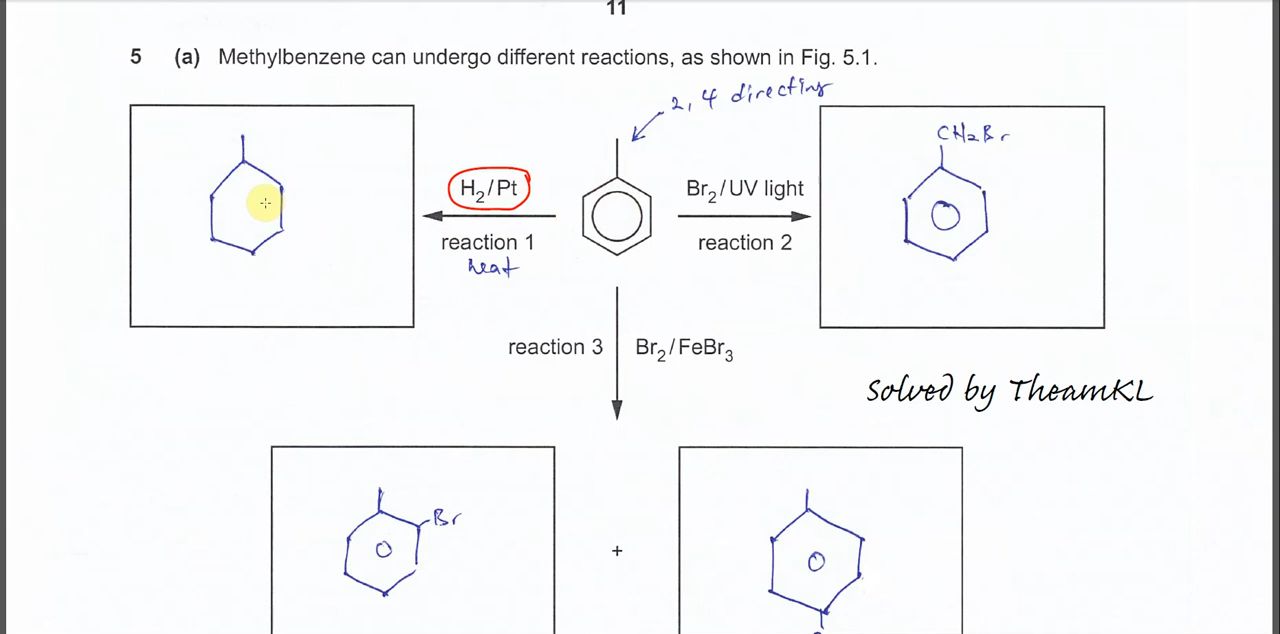 11
5 (a) Methylbenzene can undergo different reactions, as shown in Fig. 5.1.
2, 4 directing
CH₂Br
H₂/Pt
Br₂/UV light
reaction 1
reaction 2
heat
reaction 3
Br₂/FeBr₃
Solved by TheamKL
Br
+